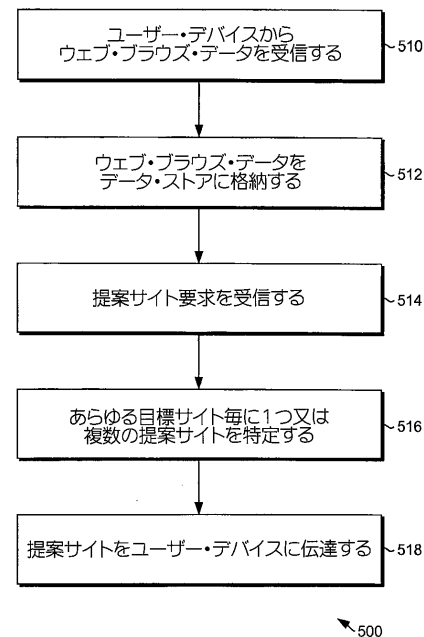 ユーザー・デバイスから
ウェブ・ブラウズ・データを受信する
510
ウェブ・ブラウズ・データを
データ・ストアに格納する
512
提案サイト要求を受信する
514
あらゆる目標サイト毎に1つ又は
複数の提案サイトを特定する
516
提案サイトをユーザー・デバイスに伝達する
518
500